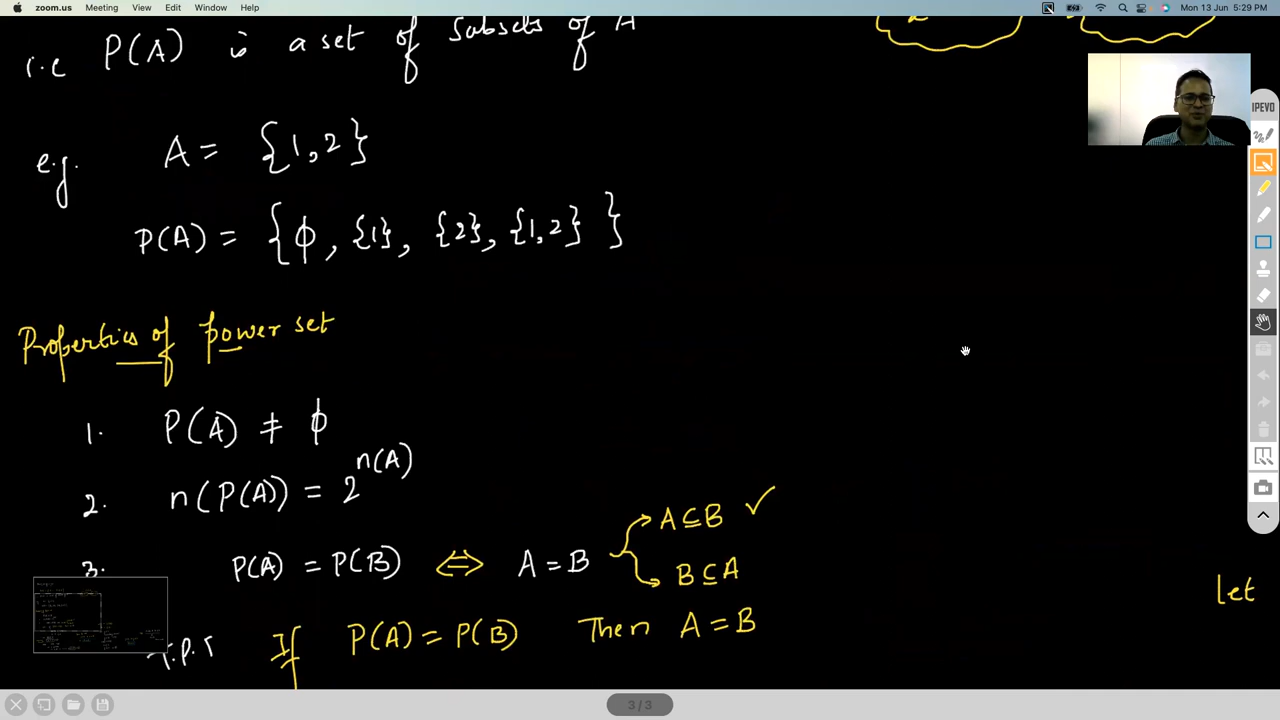 zoom.us Meeting View Edit Window Help Mon 13 Jun 5:29 PM
i.e P(A) is a set of subsets of A
IPEVO
e.g. A = {1,2}
P(A) = {ϕ, {1}, {2}, {1,2} }
Properties of power set
1. P(A) ≠ ϕ
2. n(P(A)) = 2^n(A)
A ⊆ B ✓
3. P(A) = P(B) ⇔ A = B
B ⊆ A
let
T.P.T If P(A) = P(B) Then A = B
3 / 3